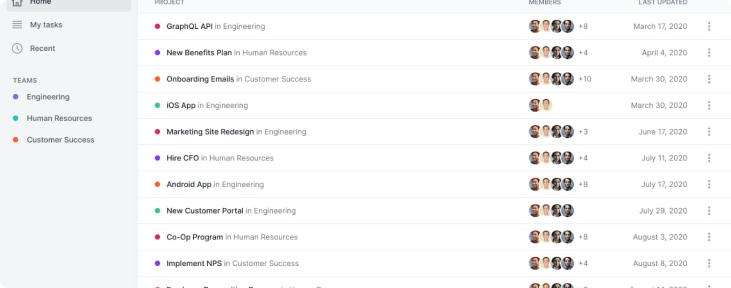 Home
My tasks
Recent
TEAMS
Engineering
Human Resources
Customer Success
PROJECT MEMBERS LAST UPDATED
GraphQL API in Engineering +8 March 17, 2020
New Benefits Plan in Human Resources +4 April 4, 2020
Onboarding Emails in Customer Success +10 March 30, 2020
iOS App in Engineering March 30, 2020
Marketing Site Redesign in Engineering +3 June 17, 2020
Hire CFO in Human Resources +4 July 11, 2020
Android App in Engineering +8 July 17, 2020
New Customer Portal in Engineering July 29, 2020
Co-Op Program in Human Resources +8 August 3, 2020
Implement NPS in Customer Success +4 August 8, 2020